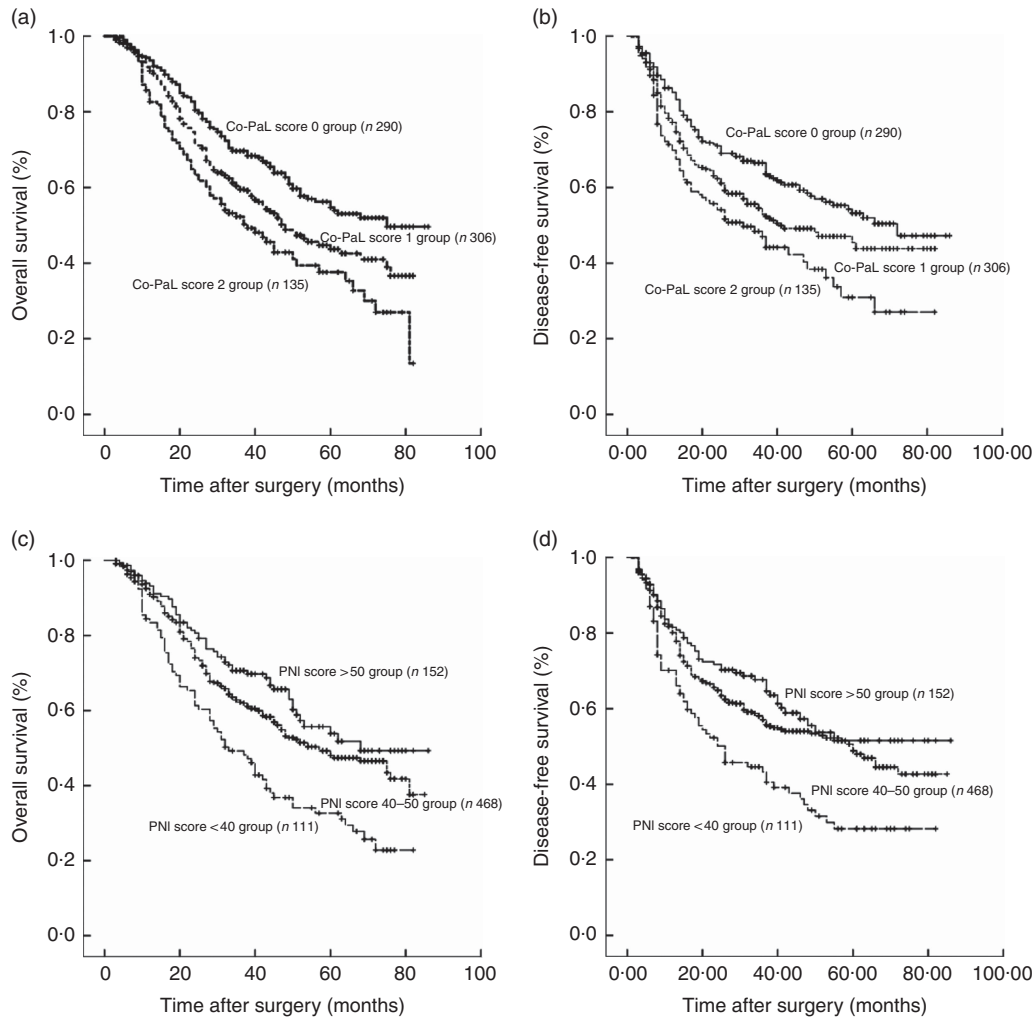 (a)
1·0
0·8
0·6
0·4
0·2
0·0
Overall survival (%)
Co-PaL score 0 group (n 290)
Co-PaL score 1 group (n 306)
Co-PaL score 2 group (n 135)
0 20 40 60 80 100
Time after surgery (months)
(b)
1·0
0·8
0·6
0·4
0·2
0·0
Disease-free survival (%)
Co-PaL score 0 group (n 290)
Co-PaL score 1 group (n 306)
Co-PaL score 2 group (n 135)
0·00 20·00 40·00 60·00 80·00 100·00
Time after surgery (months)
(c)
1·0
0·8
0·6
0·4
0·2
0·0
Overall survival (%)
PNI score >50 group (n 152)
PNI score 40–50 group (n 468)
PNI score <40 group (n 111)
0 20 40 60 80 100
Time after surgery (months)
(d)
1·0
0·8
0·6
0·4
0·2
0·0
Disease-free survival (%)
PNI score >50 group (n 152)
PNI score 40–50 group (n 468)
PNI score <40 group (n 111)
0·00 20·00 40·00 60·00 80·00 100·00
Time after surgery (months)